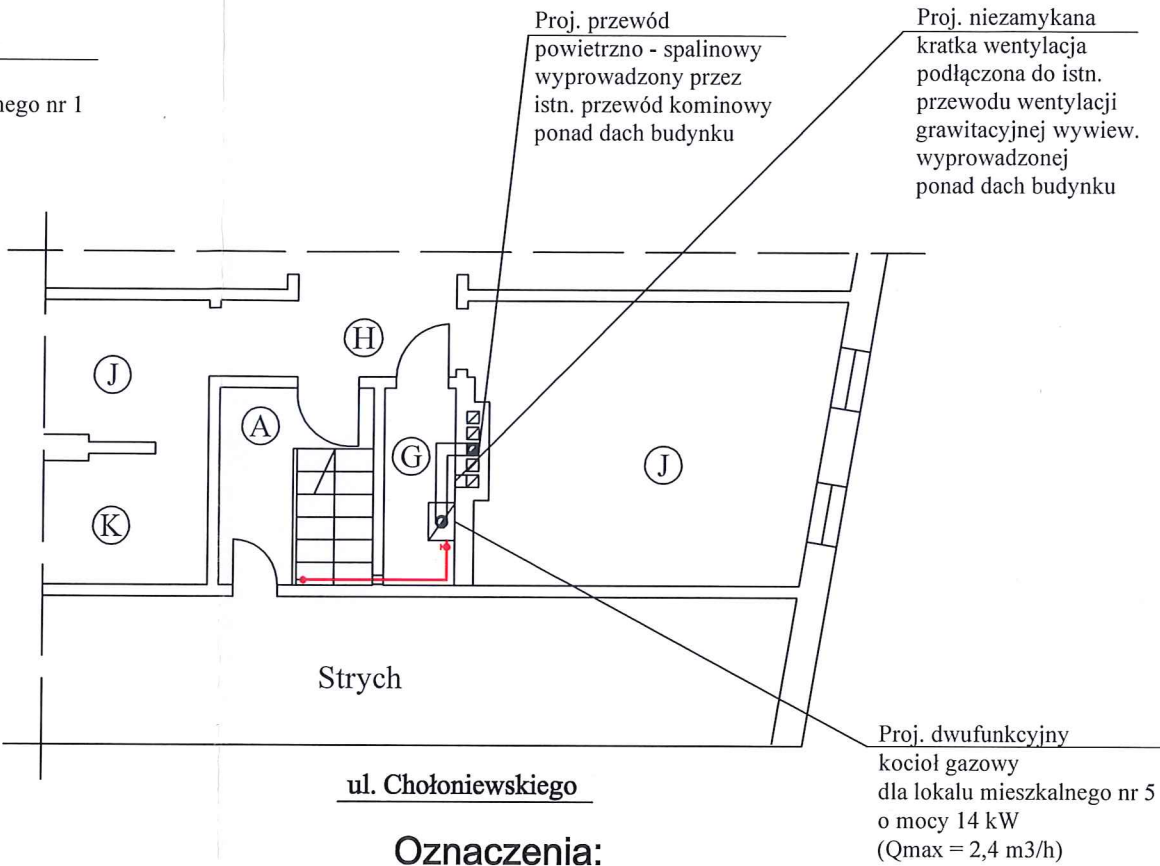 Proj. przewód
powietrzno - spalinowy
wyprowadzony przez
istn. przewód kominowy
ponad dach budynku
Proj. niezamykana
kratka wentylacja
podłączona do istn.
przewodu wentylacji
grawitacyjnej wywiew.
wyprowadzonej
ponad dach budynku
nego nr 1
H
J
A
G
J
K
Strych
Proj. dwufunkcyjny
kocioł gazowy
dla lokalu mieszkalnego nr 5
o mocy 14 kW
(Qmax = 2,4 m3/h)
ul. Chołoniewskiego
Oznaczenia: